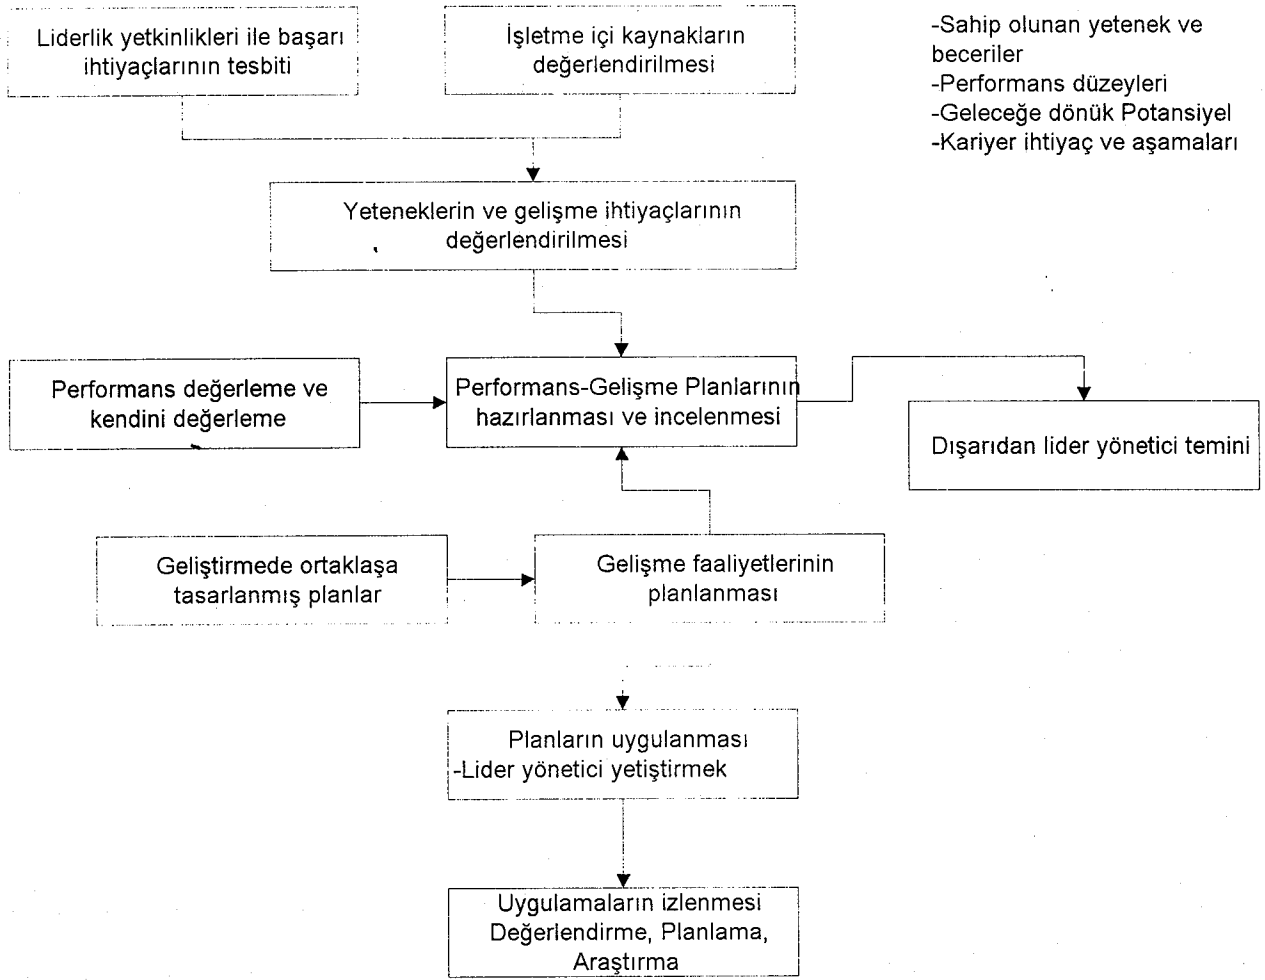 Liderlik yetkinlikleri ile başarı
ihtiyaçlarının tesbiti
İşletme içi kaynakların
değerlendirilmesi
-Sahip olunan yetenek ve
beceriler
-Performans düzeyleri
-Geleceğe dönük Potansiyel
-Kariyer ihtiyaç ve aşamaları
Yeteneklerin ve gelişme ihtiyaçlarının
değerlendirilmesi
Performans değerleme ve
kendini değerleme
Performans-Gelişme Planlarının
hazırlanması ve incelenmesi
Dışarıdan lider yönetici temini
Geliştirmede ortaklaşa
tasarlanmış planlar
Gelişme faaliyetlerinin
planlanması
Planların uygulanması
-Lider yönetici yetiştirmek
Uygulamaların izlenmesi
Değerlendirme, Planlama,
Araştırma